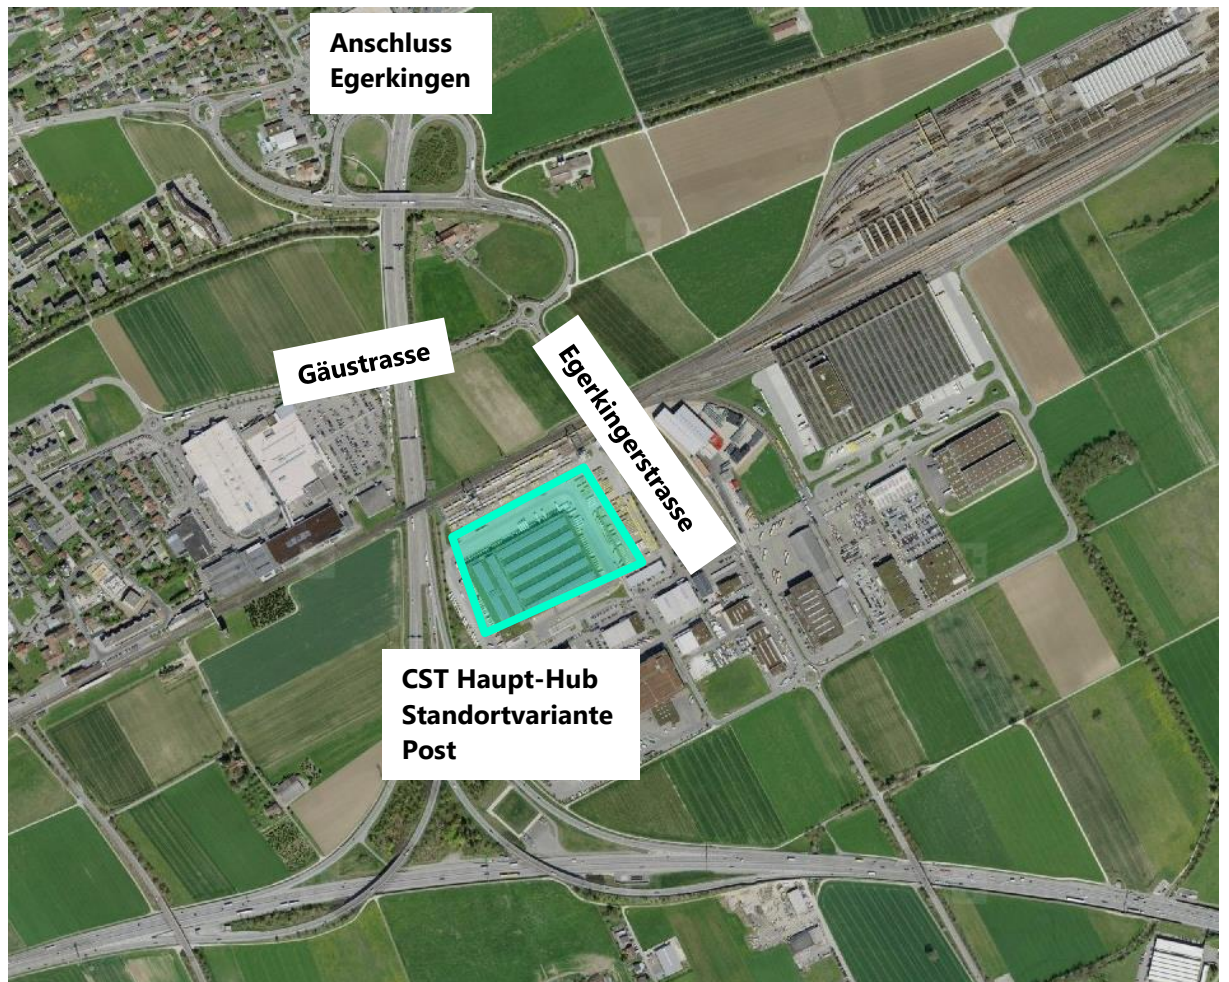 Anschluss
Egerkingen
Gäustrasse
Egerkingerstrasse
CST Haupt-Hub
Standortvariante
Post